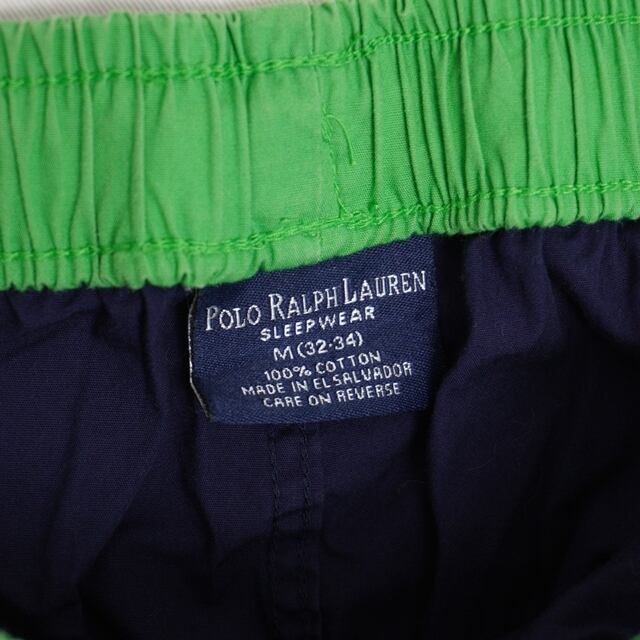 POLO RALPH LAUREN
SLEEPWEAR
M (32-34)
100% COTTON
MADE IN EL SALVADOR
CARE ON REVERSE